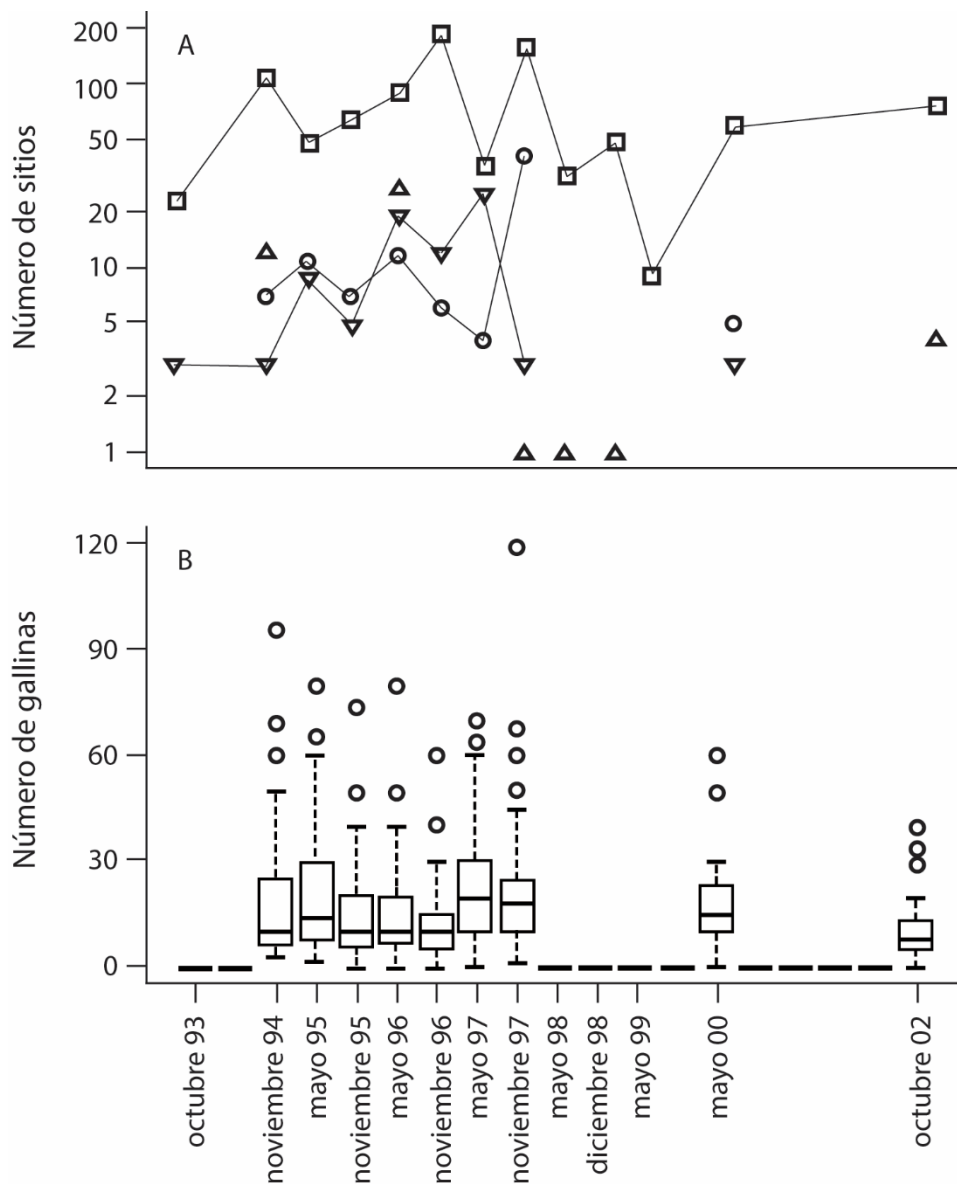 A
Número de sitios
200
100
50
20
10
5
2
1
B
Número de gallinas
120
90
60
30
0
octubre 93
noviembre 94
mayo 95
noviembre 95
mayo 96
noviembre 96
mayo 97
noviembre 97
mayo 98
diciembre 98
mayo 99
mayo 00
octubre 02